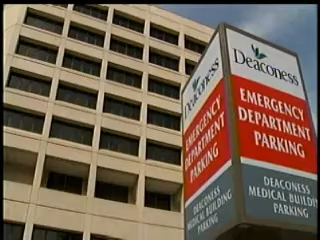 Deaconess
EMERGENCY
DEPARTMENT
PARKING
DEACONESS
MEDICAL BUILDING
PARKING
Deaconess
EMERGENCY
DEPARTMENT
PARKING
DEACONESS
MEDICAL BUILDING
PARKING